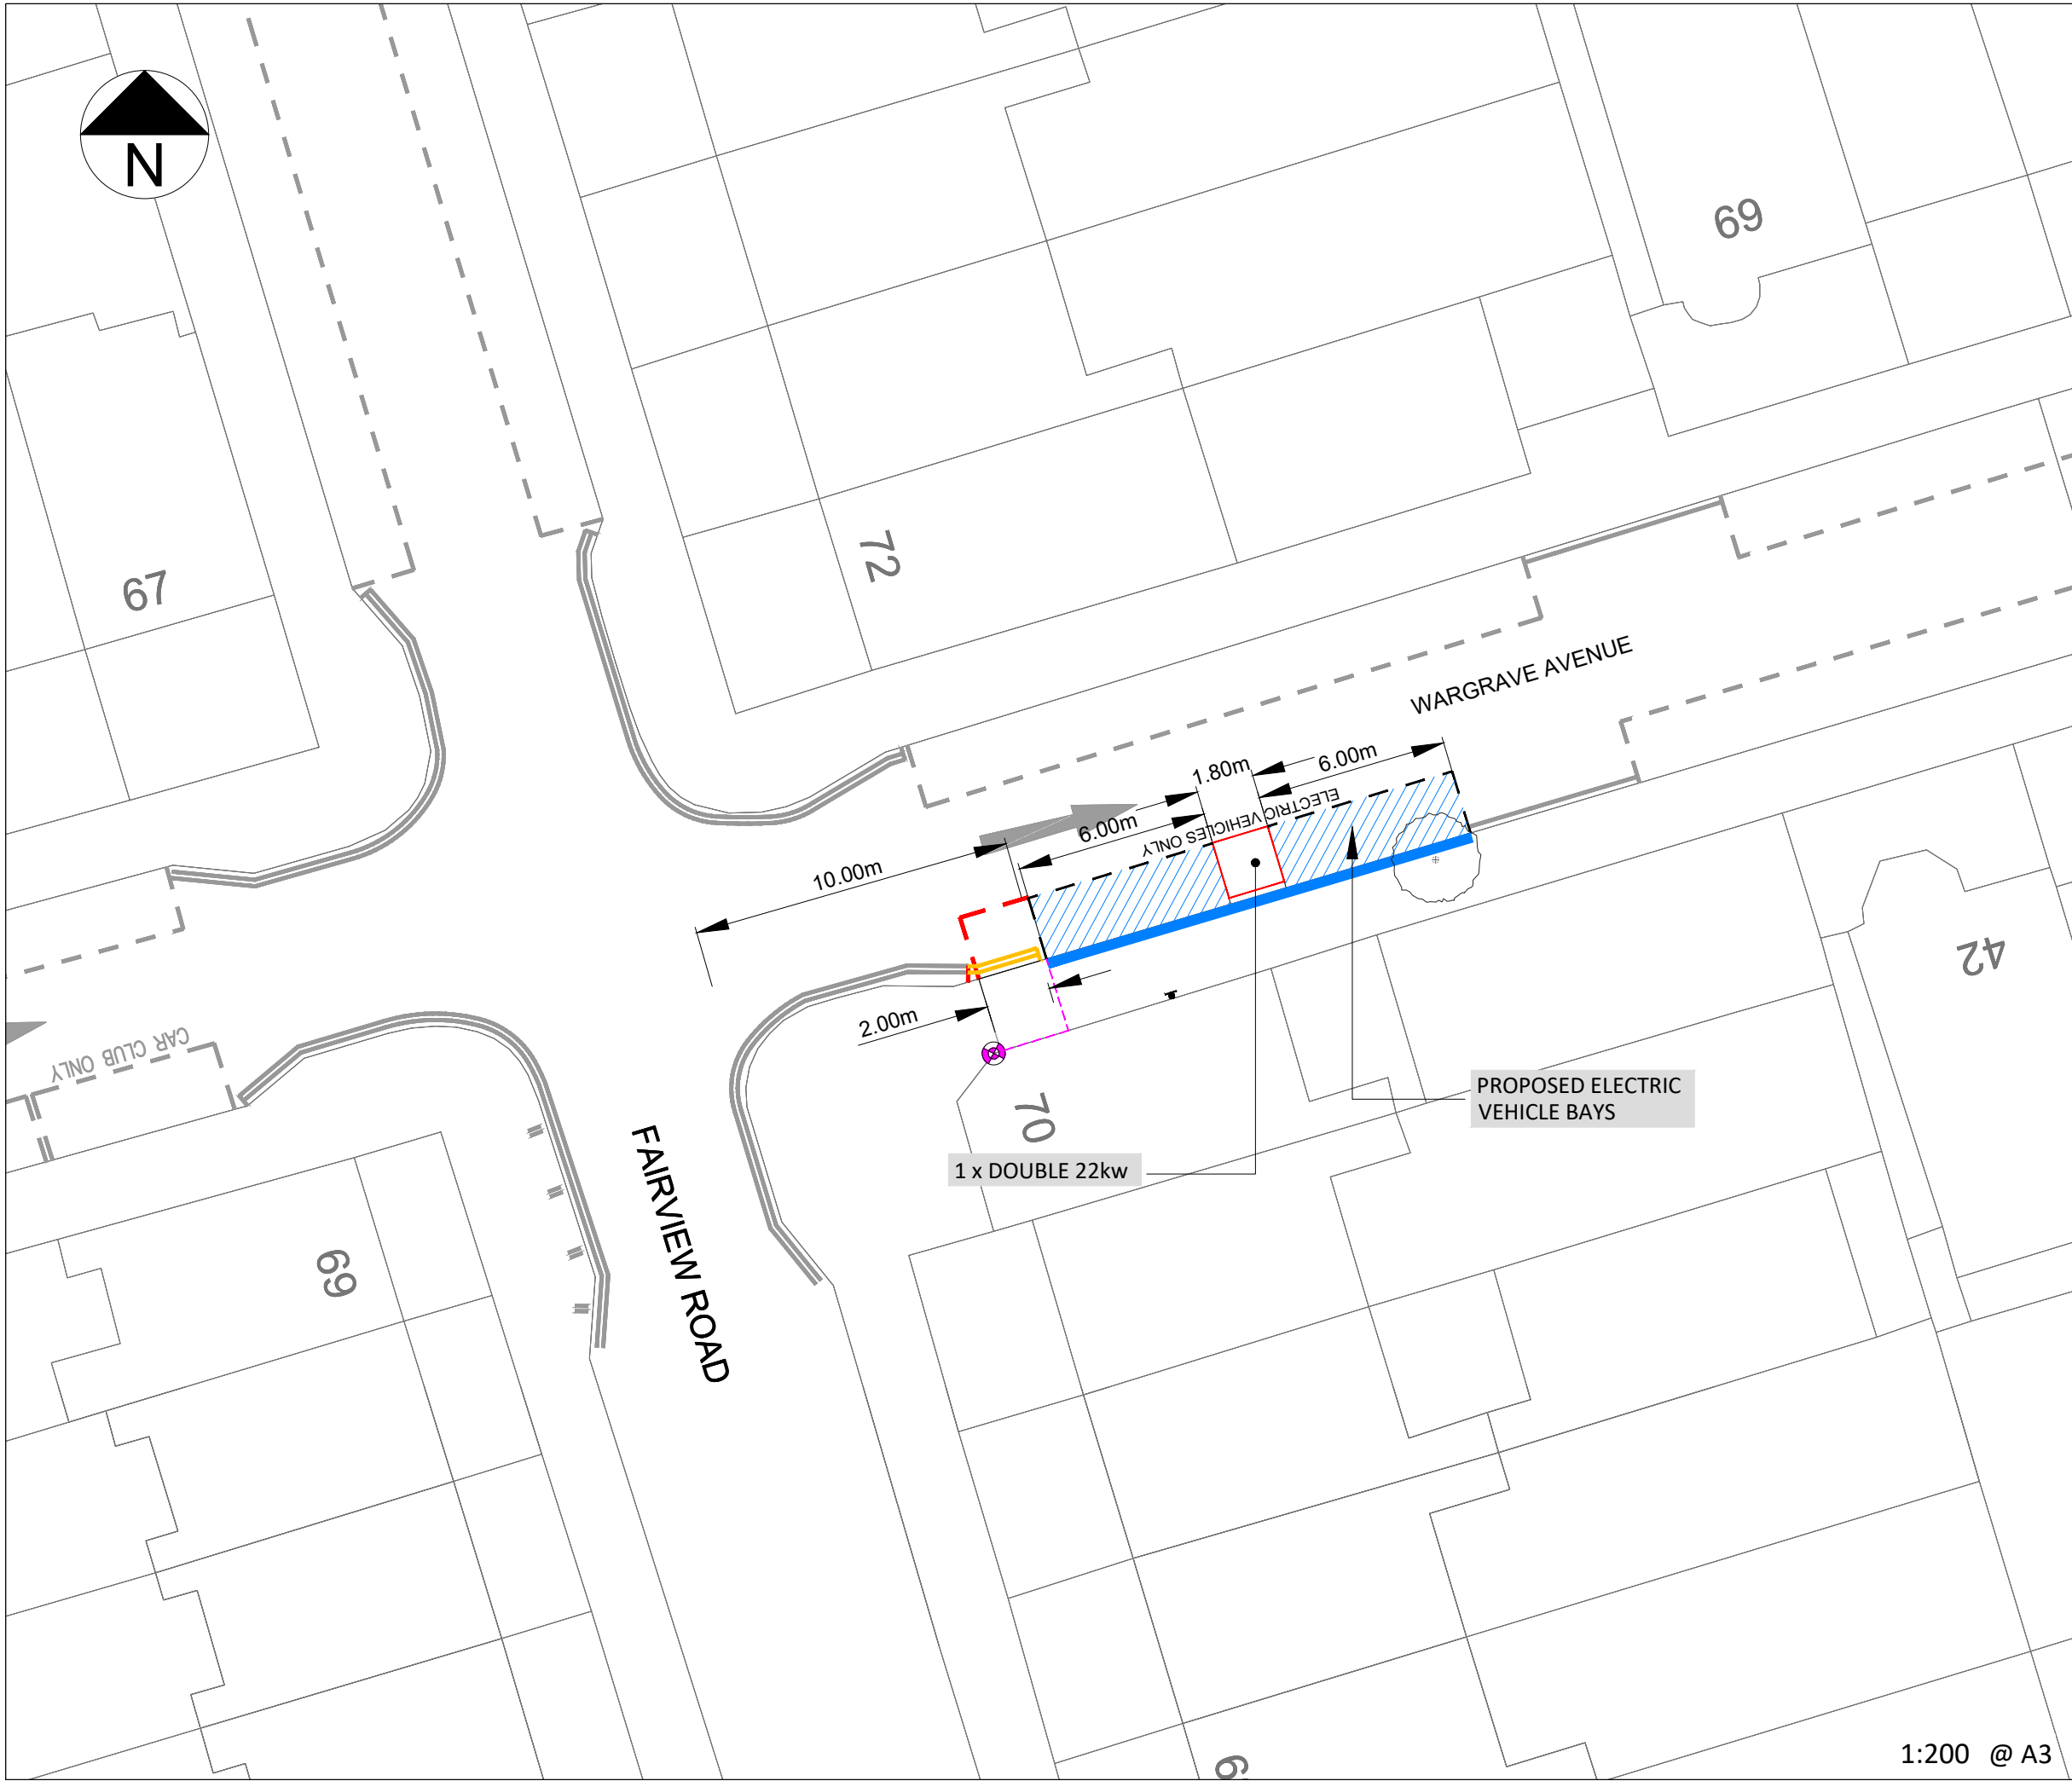 N
69
67
72
WARGRAVE AVENUE
1.80m
6.00m
ELECTRIC VEHICLES ONLY
6.00m
10.00m
42
2.00m
CAR CLUB ONLY
70
PROPOSED ELECTRIC
VEHICLE BAYS
1 x DOUBLE 22kw
FAIRVIEW ROAD
69
1:200 @ A3